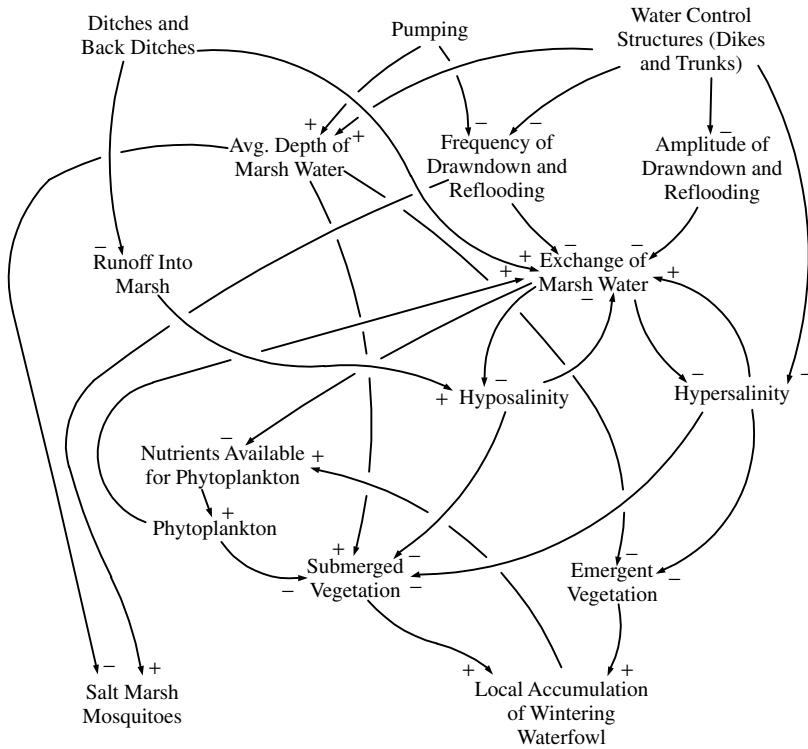 Ditches and
Back Ditches
Pumping
Water Control
Structures (Dikes
and Trunks)
+
+
−
−
−
Avg. Depth of
Marsh Water
Frequency of
Drawndown and
Reflooding
Amplitude of
Drawndown and
Reflooding
−
Runoff Into
Marsh
+
+
−
−
+
−
Exchange of
Marsh Water
−
−
−
+
Hyposalinity
Hypersalinity
−
+
Nutrients Available
for Phytoplankton
+
Phytoplankton
+
−
−
−
Submerged
Vegetation
−
−
Emergent
Vegetation
−
+
+
+
Salt Marsh
Mosquitoes
Local Accumulation
of Wintering
Waterfowl